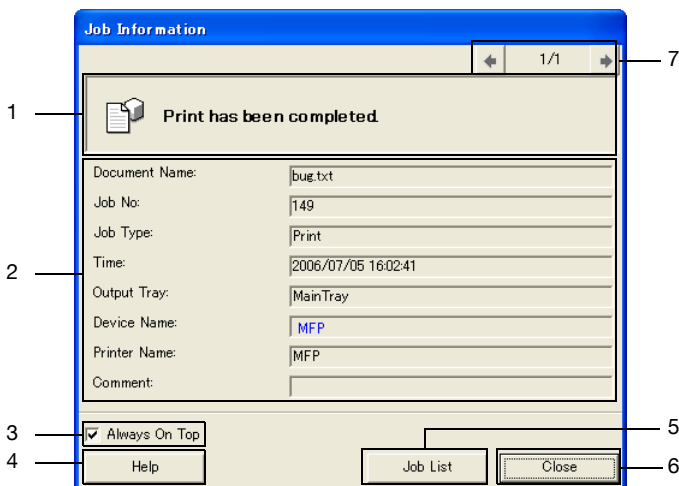 Job Information
1/1
7
1
Print has been completed.
Document Name: bug.txt
Job No: 149
Job Type: Print
Time: 2006/07/05 16:02:41
2
Output Tray: MainTray
Device Name: MFP
Printer Name: MFP
Comment:
3
Always On Top
5
4
Help
Job List
Close
6